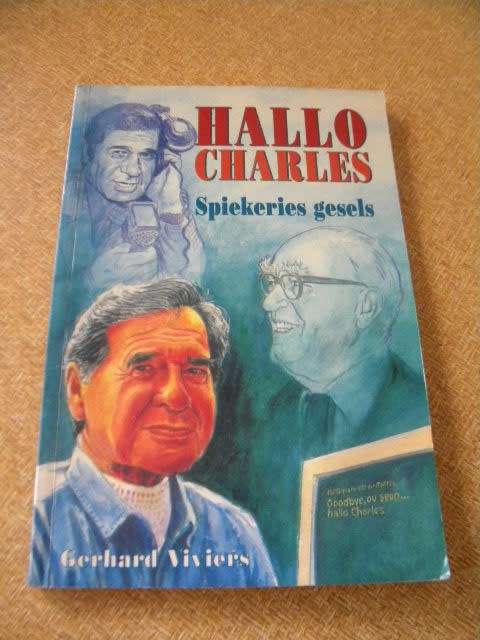 HALLO
CHARLES
Spiekeries gesels
Goodbye, ou seun...
hallo Charles
Gerhard Viviers